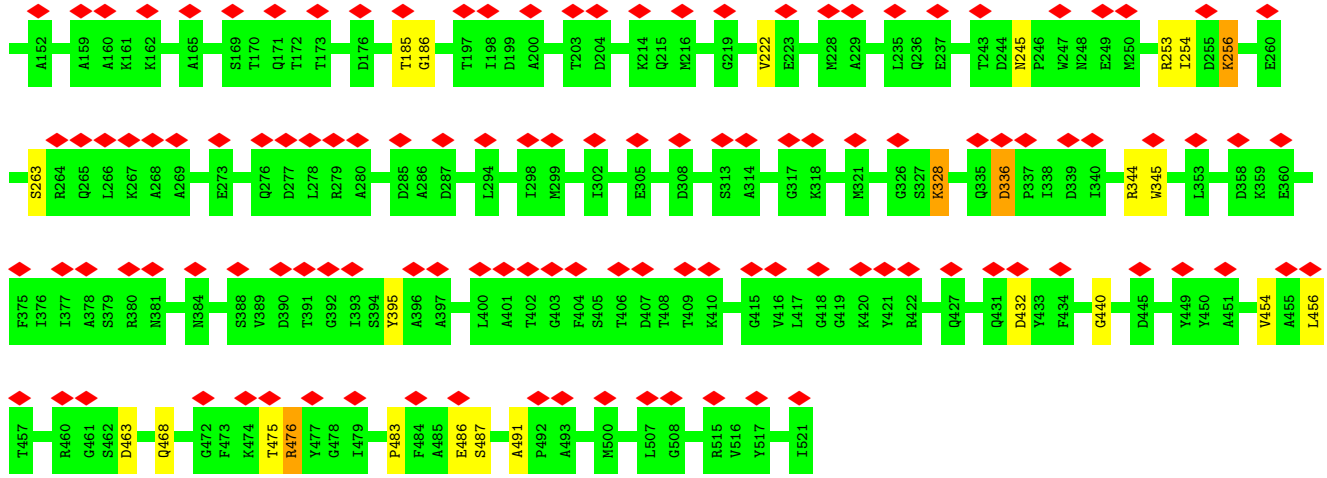 A152 A159 A160 K161 K162 A165 S169 T170 Q171 T172 T173 D176 T185 G186 T197 I198 D199 A200 T203 D204 K214 Q215 M216 G219 V222 E223 M228 A229 L235 Q236 E237 T243 D244 N245 P246 W247 N248 E249 M250 R253 I254 D255 K256 E260
S263 R264 Q265 L266 K267 A268 A269 E273 Q276 D277 L278 R279 A280 D285 A286 D287 L294 I298 M299 I302 E305 D308 S313 A314 G317 K318 M321 G326 S327 K328 Q335 D336 P337 I338 D339 I340 R344 W345 L353 D358 K359 E360
F375 I376 I377 A378 S379 R380 N381 N384 S388 V389 D390 T391 G392 I393 S394 Y395 A396 A397 L400 A401 T402 G403 F404 S405 T406 D407 T408 T409 K410 G415 V416 L417 G418 G419 K420 Y421 R422 Q427 Q431 D432 Y433 F434 G440 D445 Y449 Y450 A451 V454 A455 L456
T457 R460 G461 S462 D463 Q468 G472 F473 K474 T475 R476 Y477 G478 I479 P483 F484 A485 E486 S487 A491 P492 A493 M500 L507 G508 R515 V516 Y517 I521